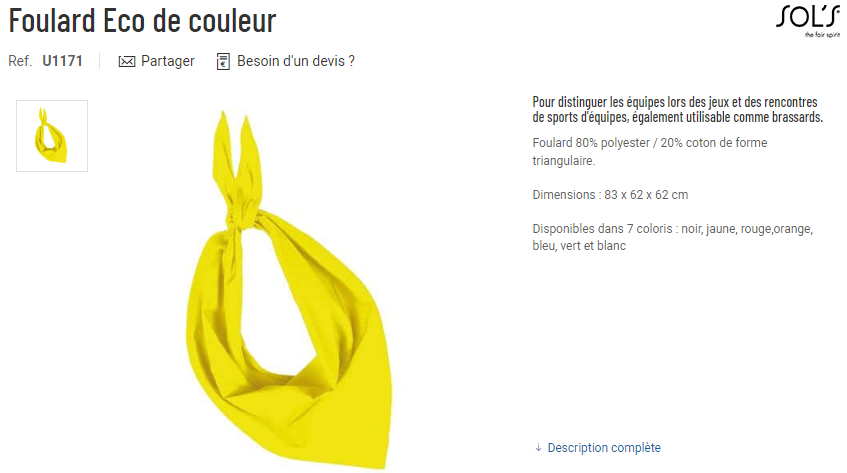 Foulard Eco de couleur
SOL'S
the fair spirit
Ref. U1171 Partager Besoin d'un devis ?
Pour distinguer les équipes lors des jeux et des rencontres
de sports d'équipes, également utilisable comme brassards.
Foulard 80% polyester / 20% coton de forme
triangulaire.
Dimensions : 83 x 62 x 62 cm
Disponibles dans 7 coloris : noir, jaune, rouge,orange,
bleu, vert et blanc
Description complète